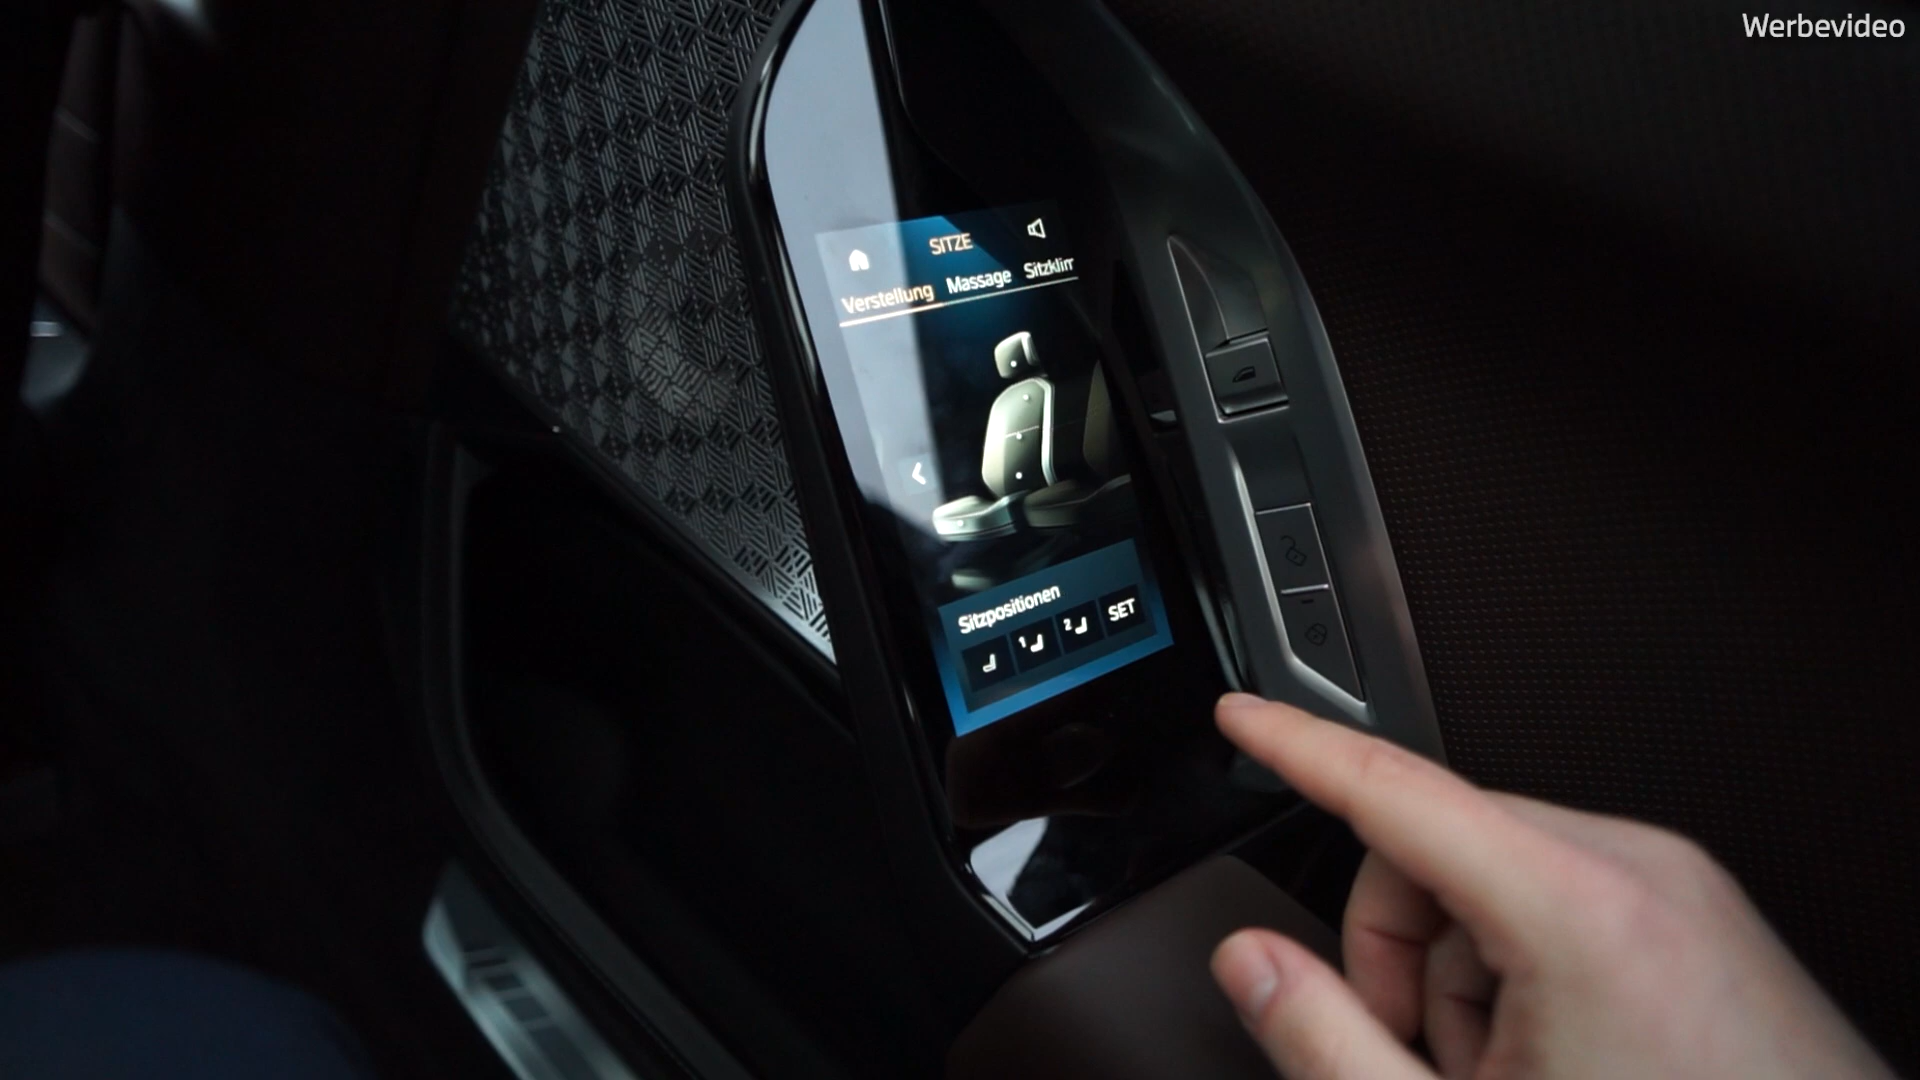 Werbevideo
SITZE
Verstellung Massage Sitzklim
Sitzpositionen
1 2 SET